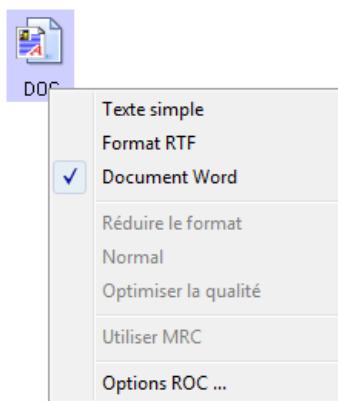 DOC
Texte simple
Format RTF
Document Word
Réduire le format
Normal
Optimiser la qualité
Utiliser MRC
Options ROC ...